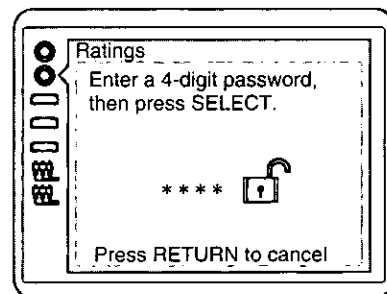 Ratings
Enter a 4-digit password,
then press SELECT.
* * * *
Press RETURN to cancel